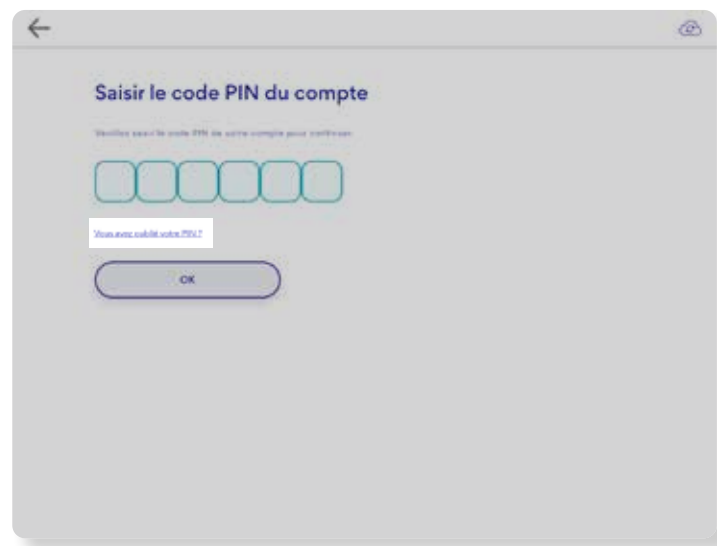 Saisir le code PIN du compte
Veuillez saisir le code PIN de votre compte pour continuer.
Vous avez oublié votre PIN ?
OK